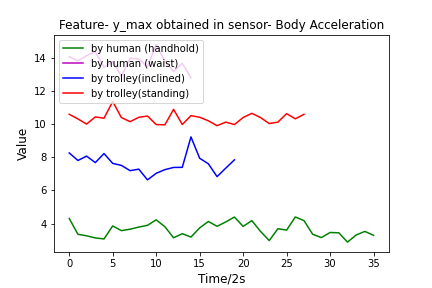 Feature- y_max obtained in sensor- Body Acceleration
Value
14
12
10
8
6
4
by human (handhold)
by human (waist)
by trolley(inclined)
by trolley(standing)
0 5 10 15 20 25 30 35
Time/2s